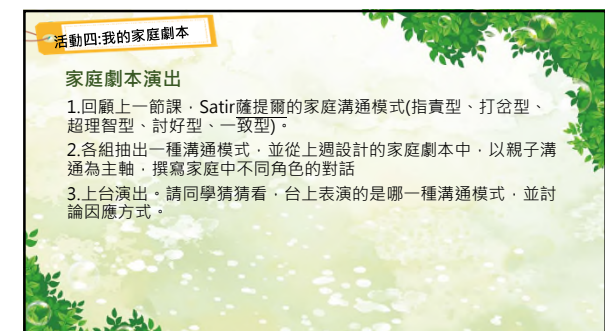 活動四:我的家庭劇本
家庭劇本演出
1.回顧上一節課，Satir薩提爾的家庭溝通模式(指責型、打岔型、
超理智型、討好型、一致型)。
2.各組抽出一種溝通模式，並從上週設計的家庭劇本中，以親子溝
通為主軸，撰寫家庭中不同角色的對話
3.上台演出。請同學猜猜看，台上表演的是哪一種溝通模式，並討
論因應方式。